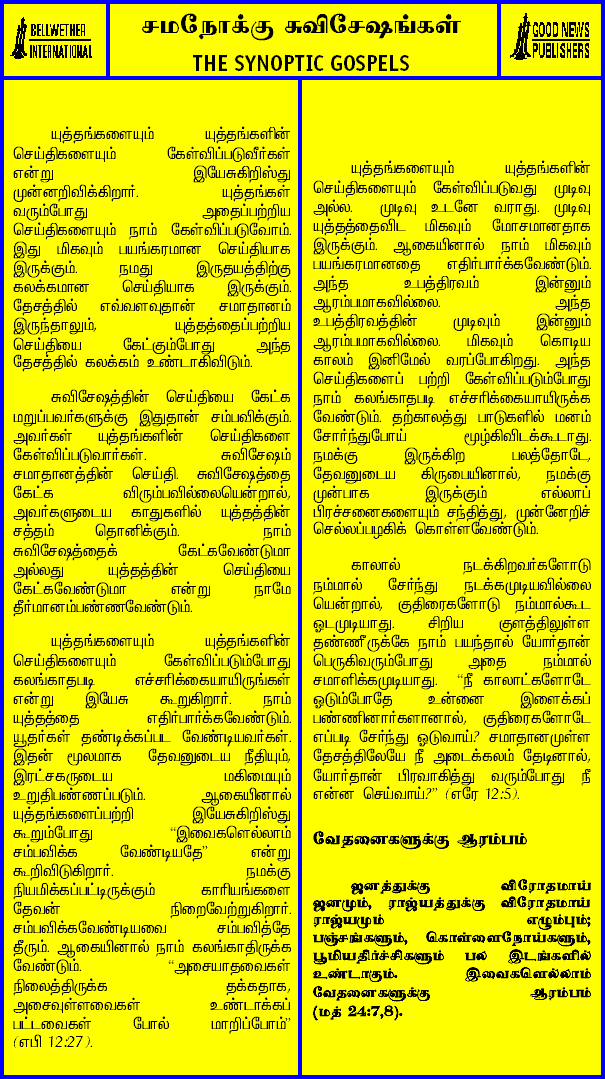 BELLWETHER
INTERNATIONAL
சமநோக்கு சுவிசேஷங்கள்
THE SYNOPTIC GOSPELS
GOOD NEWS
PUBLISHERS
யுத்தங்களையும் யுத்தங்களின்
செய்திகளையும் கேள்விப்படுவீர்கள்
என்று இயேசுகிறிஸ்து
முன்னறிவிக்கிறார். யுத்தங்கள்
வரும்போது அதைப்பற்றிய
செய்திகளையும் நாம் கேள்விப்படுவோம்.
இது மிகவும் பயங்கரமான செய்தியாக
இருக்கும். நமது இருதயத்திற்கு
கலக்கமான செய்தியாக இருக்கும்.
தேசத்தில் எவ்வளவுதான் சமாதானம்
இருந்தாலும், யுத்தத்தைப்பற்றிய
செய்தியை கேட்கும்போது அந்த
தேசத்தில் கலக்கம் உண்டாகிவிடும்.
சுவிசேஷத்தின் செய்தியை கேட்க
மறுப்பவர்களுக்கு இதுதான் சம்பவிக்கும்.
அவர்கள் யுத்தங்களின் செய்திகளை
கேள்விப்படுவார்கள். சுவிசேஷம்
சமாதானத்தின் செய்தி. சுவிசேஷத்தை
கேட்க விரும்பவில்லையென்றால்,
அவர்களுடைய காதுகளில் யுத்தத்தின்
சத்தம் தொனிக்கும். நாம்
சுவிசேஷத்தைக் கேட்கவேண்டுமா
அல்லது யுத்தத்தின் செய்தியை
கேட்கவேண்டுமா என்று நாமே
தீர்மானம்பண்ணவேண்டும்.
யுத்தங்களையும் யுத்தங்களின்
செய்திகளையும் கேள்விப்படும்போது
கலங்காதபடி எச்சரிக்கையாயிருங்கள்
என்று இயேசு கூறுகிறார். நாம்
யுத்தத்தை எதிர்பார்க்கவேண்டும்.
யூதர்கள் தண்டிக்கப்பட வேண்டியவர்கள்.
இதன் மூலமாக தேவனுடைய நீதியும்,
இரட்சகருடைய மகிமையும்
உறுதிபண்ணப்படும். ஆகையினால்
யுத்தங்களைப்பற்றி இயேசுகிறிஸ்து
கூறும்போது “இவைகளெல்லாம்
சம்பவிக்க வேண்டியதே” என்று
கூறிவிடுகிறார். நமக்கு
நியமிக்கப்பட்டிருக்கும் காரியங்களை
தேவன் நிறைவேற்றுகிறார்.
சம்பவிக்கவேண்டியவை சம்பவித்தே
தீரும். ஆகையினால் நாம் கலங்காதிருக்க
வேண்டும். “அசையாதவைகள்
நிலைத்திருக்க தக்கதாக,
அசைவுள்ளவைகள் உண்டாக்கப்
பட்டவைகள் போல் மாறிப்போம்”
(எபி 12:27).
யுத்தங்களையும் யுத்தங்களின்
செய்திகளையும் கேள்விப்படுவது முடிவு
அல்ல. முடிவு உடனே வராது. முடிவு
யுத்தத்தைவிட மிகவும் மோசமானதாக
இருக்கும். ஆகையினால் நாம் மிகவும்
பயங்கரமானதை எதிர்பார்க்கவேண்டும்.
அந்த உபத்திரவம் இன்னும்
ஆரம்பமாகவில்லை. அந்த
உபத்திரவத்தின் முடிவும் இன்னும்
ஆரம்பமாகவில்லை. மிகவும் கொடிய
காலம் இனிமேல் வரப்போகிறது. அந்த
செய்திகளைப் பற்றி கேள்விப்படும்போது
நாம் கலங்காதபடி எச்சரிக்கையாயிருக்க
வேண்டும். தற்காலத்து பாடுகளில் மனம்
சோர்ந்துபோய் மூழ்கிவிடக்கூடாது.
நமக்கு இருக்கிற பலத்தோடே,
தேவனுடைய கிருபையினால், நமக்கு
முன்பாக இருக்கும் எல்லாப்
பிரச்சனைகளையும் சந்தித்து, முன்னேறிச்
செல்லப்பழகிக் கொள்ளவேண்டும்.
காலால் நடக்கிறவர்களோடு
நம்மால் சேர்ந்து நடக்கமுடியவில்லை
யென்றால், குதிரைகளோடு நம்மால்கூட
ஓடமுடியாது. சிறிய குளத்திலுள்ள
தண்ணீருக்கே நாம் பயந்தால் யோர்தான்
பெருகிவரும்போது அதை நம்மால்
சமாளிக்கமுடியாது. “நீ காலாட்களோடே
ஓடும்போதே உன்னை இளைக்கப்
பண்ணினார்களானால், குதிரைகளோடே
எப்படி சேர்ந்து ஓடுவாய்? சமாதானமுள்ள
தேசத்திலேயே நீ அடைக்கலம் தேடினால்,
யோர்தான் பிரவாகித்து வரும்போது நீ
என்ன செய்வாய்?” (எரே 12:5).
வேதனைகளுக்கு ஆரம்பம்
ஜனத்துக்கு விரோதமாய்
ஜனமும், ராஜ்யத்துக்கு விரோதமாய்
ராஜ்யமும் எழும்பும்;
பஞ்சங்களும், கொள்ளைநோய்களும்,
பூமியதிர்ச்சிகளும் பல இடங்களில்
உண்டாகும். இவைகளெல்லாம்
வேதனைகளுக்கு ஆரம்பம்
(மத் 24:7,8).